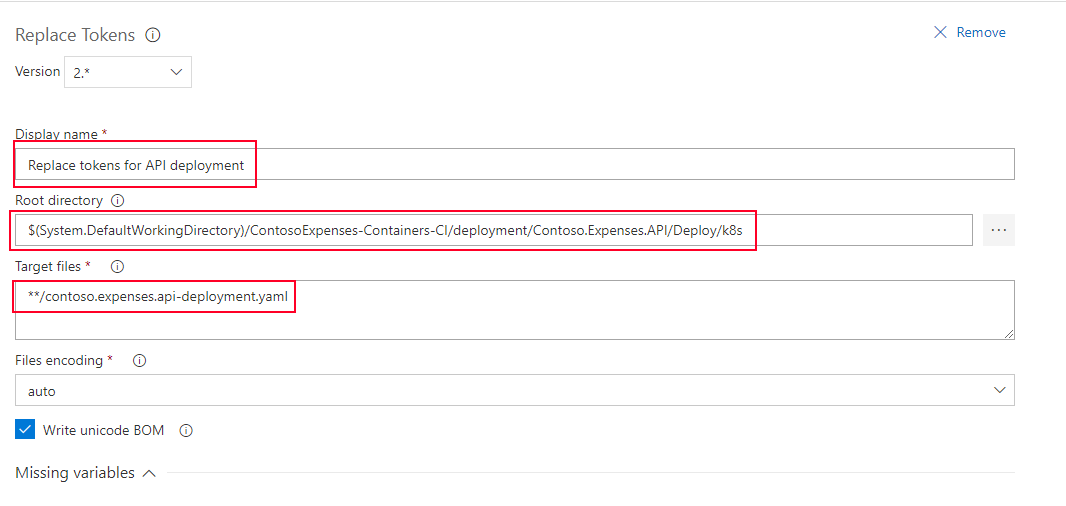 Replace Tokens
Remove
Version 2.*
Display name *
Replace tokens for API deployment
Root directory
$(System.DefaultWorkingDirectory)/ContosoExpenses-Containers-CI/deployment/Contoso.Expenses.API/Deploy/k8s
Target files *
**/contoso.expenses.api-deployment.yaml
Files encoding *
auto
Write unicode BOM
Missing variables